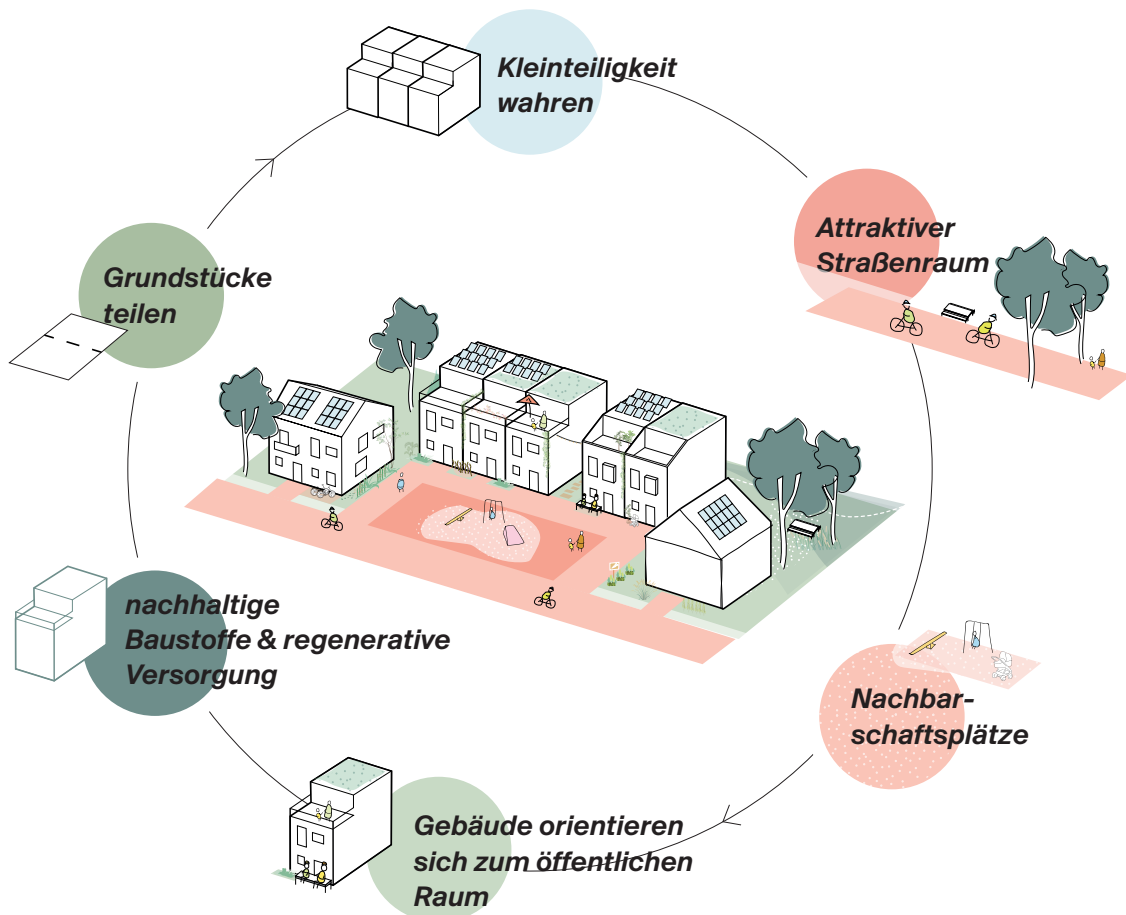 Kleinteiligkeit
wahren
Attraktiver
Straßenraum
Nachbar-
schaftsplätze
Gebäude orientieren
sich zum öffentlichen
Raum
nachhaltige
Baustoffe & regenerative
Versorgung
Grundstücke
teilen